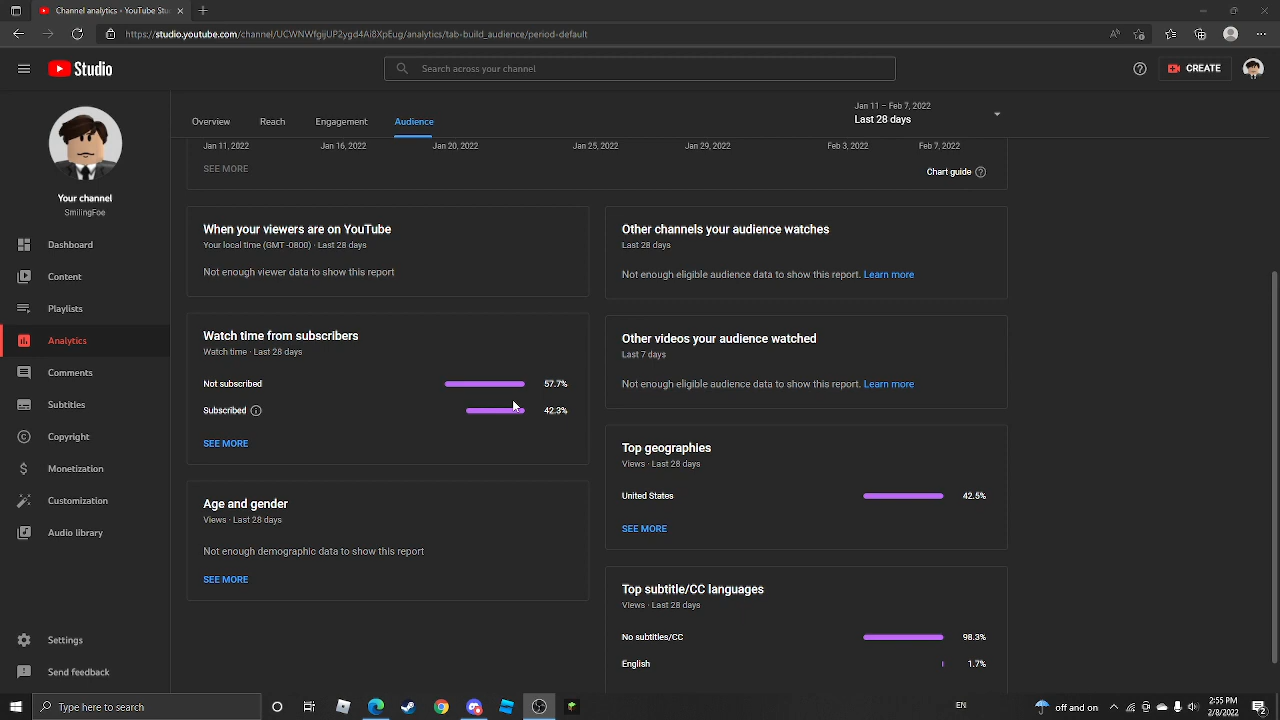 Channel analytics - YouTube Stu
https://studio.youtube.com/channel/UCWNWfgijUP2ygd4Ai8XpEug/analytics/tab-build_audience/period-default
Studio
Search across your channel
CREATE
Your channel
SmilingFoe
Dashboard
Content
Playlists
Analytics
Comments
Subtitles
Copyright
Monetization
Customization
Audio library
Settings
Send feedback
Overview Reach Engagement Audience
Jan 11 – Feb 7, 2022
Last 28 days
Jan 11, 2022 Jan 16, 2022 Jan 20, 2022 Jan 25, 2022 Jan 29, 2022 Feb 3, 2022 Feb 7, 2022
SEE MORE
Chart guide
When your viewers are on YouTube
Your local time (GMT -0800) · Last 28 days
Not enough viewer data to show this report
Watch time from subscribers
Watch time · Last 28 days
Not subscribed 57.7%
Subscribed 42.3%
SEE MORE
Age and gender
Views · Last 28 days
Not enough demographic data to show this report
SEE MORE
Other channels your audience watches
Last 28 days
Not enough eligible audience data to show this report. Learn more
Other videos your audience watched
Last 7 days
Not enough eligible audience data to show this report. Learn more
Top geographies
Views · Last 28 days
United States 42.5%
SEE MORE
Top subtitle/CC languages
Views · Last 28 days
No subtitles/CC 98.3%
English 1.7%
Type here to search
off and on
EN
2:55 PM
2/8/2022